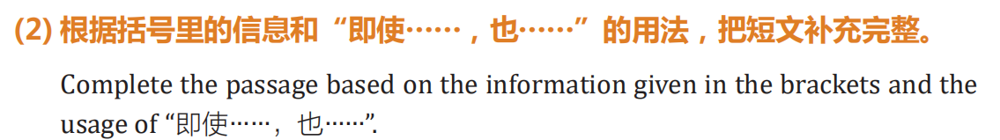 (2) 根据括号里的信息和“即使……，也……”的用法，把短文补充完整。
Complete the passage based on the information given in the brackets and the
usage of “即使……，也……”.